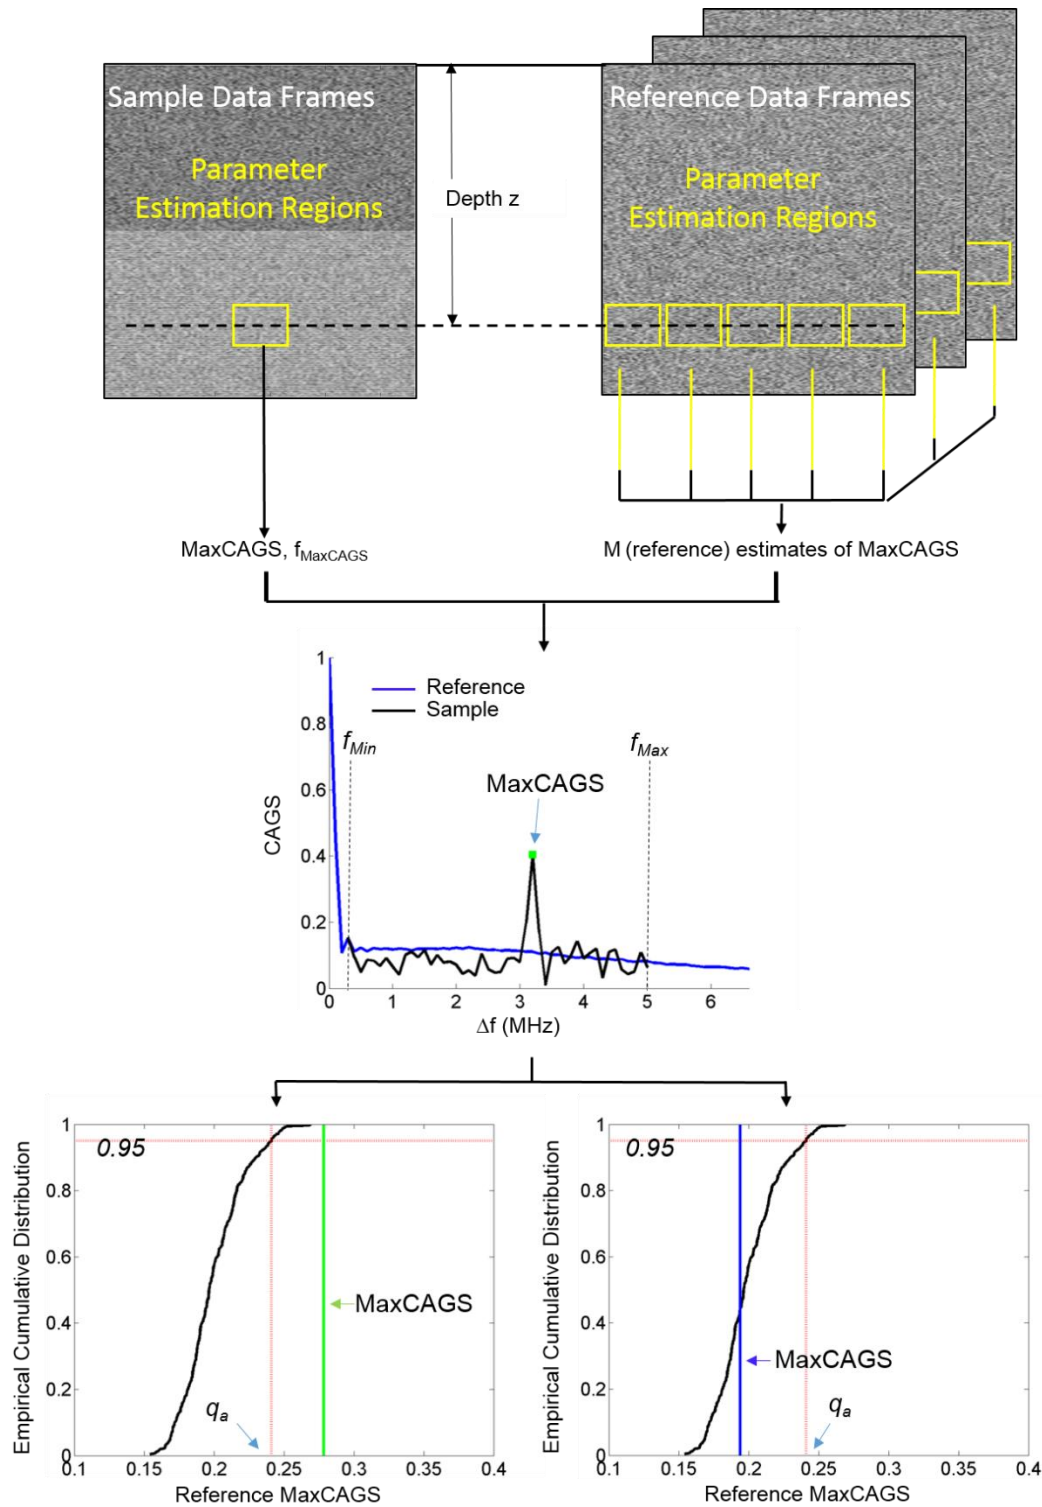 Sample Data Frames
Reference Data Frames
Parameter
Estimation Regions
Parameter
Estimation Regions
Depth z
MaxCAGS, fMaxCAGS
M (reference) estimates of MaxCAGS
1
0.8
0.6
0.4
0.2
0
CAGS
Reference
Sample
fMin
fMax
MaxCAGS
0 1 2 3 4 5 6
Δf (MHz)
1
0.8
0.6
0.4
0.2
0
Empirical Cumulative Distribution
0.95
MaxCAGS
qa
0.1 0.15 0.2 0.25 0.3 0.35 0.4
Reference MaxCAGS
1
0.8
0.6
0.4
0.2
0
Empirical Cumulative Distribution
0.95
MaxCAGS
qa
0.1 0.15 0.2 0.25 0.3 0.35 0.4
Reference MaxCAGS